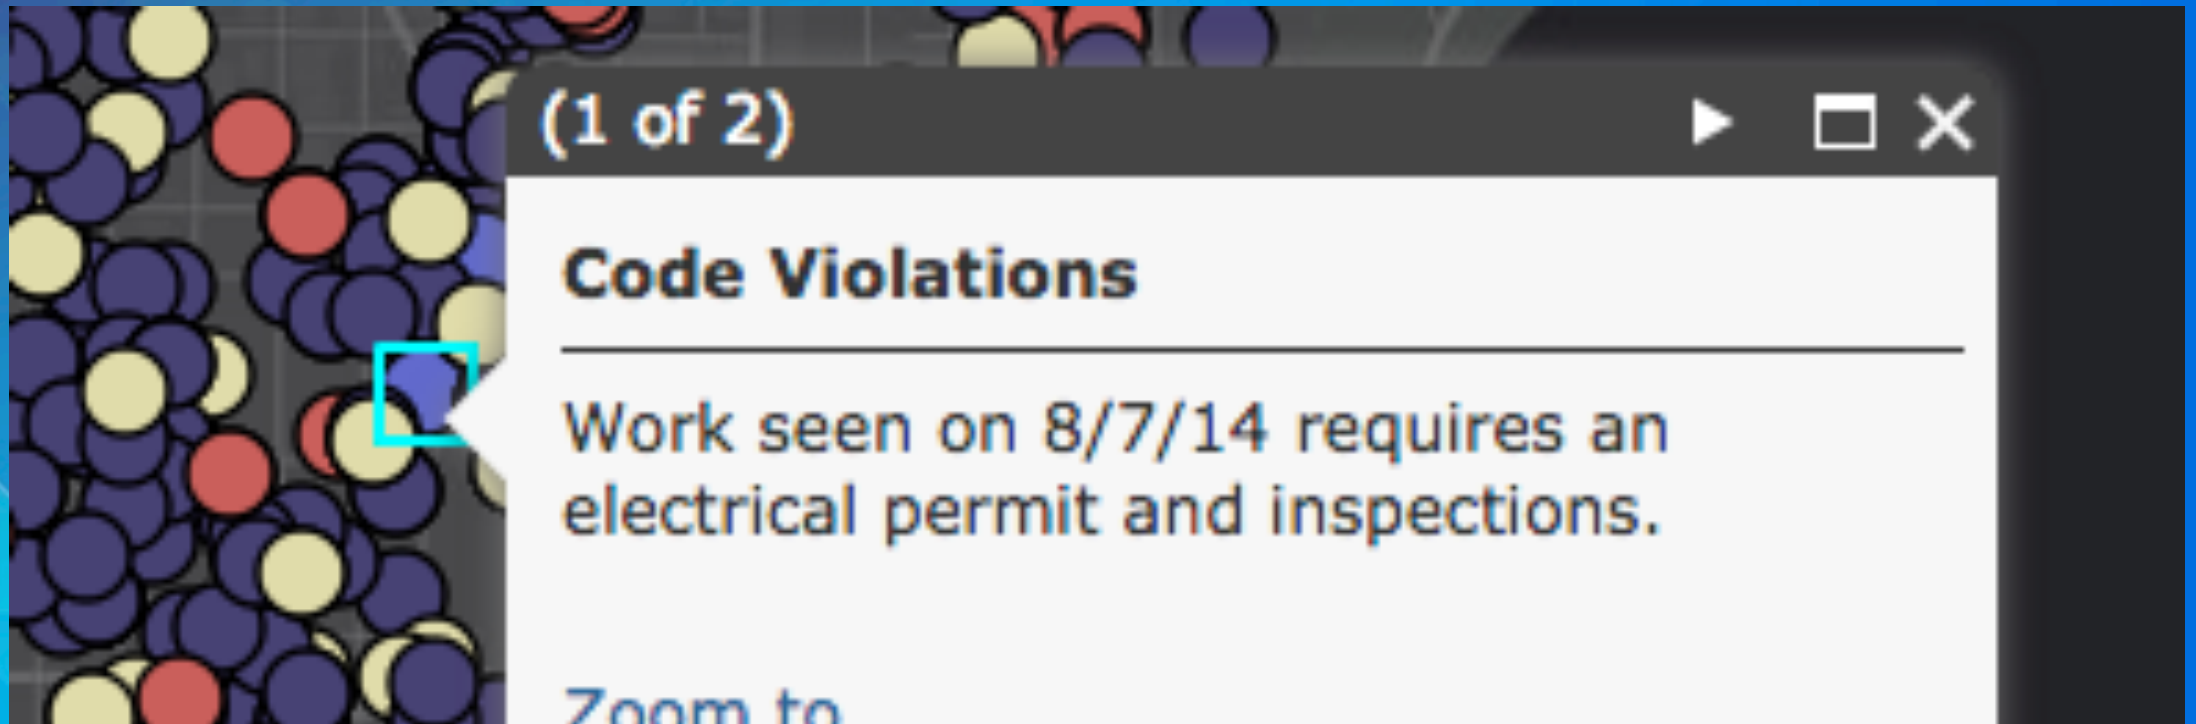 (1 of 2)
Code Violations
Work seen on 8/7/14 requires an
electrical permit and inspections.
Zoom to